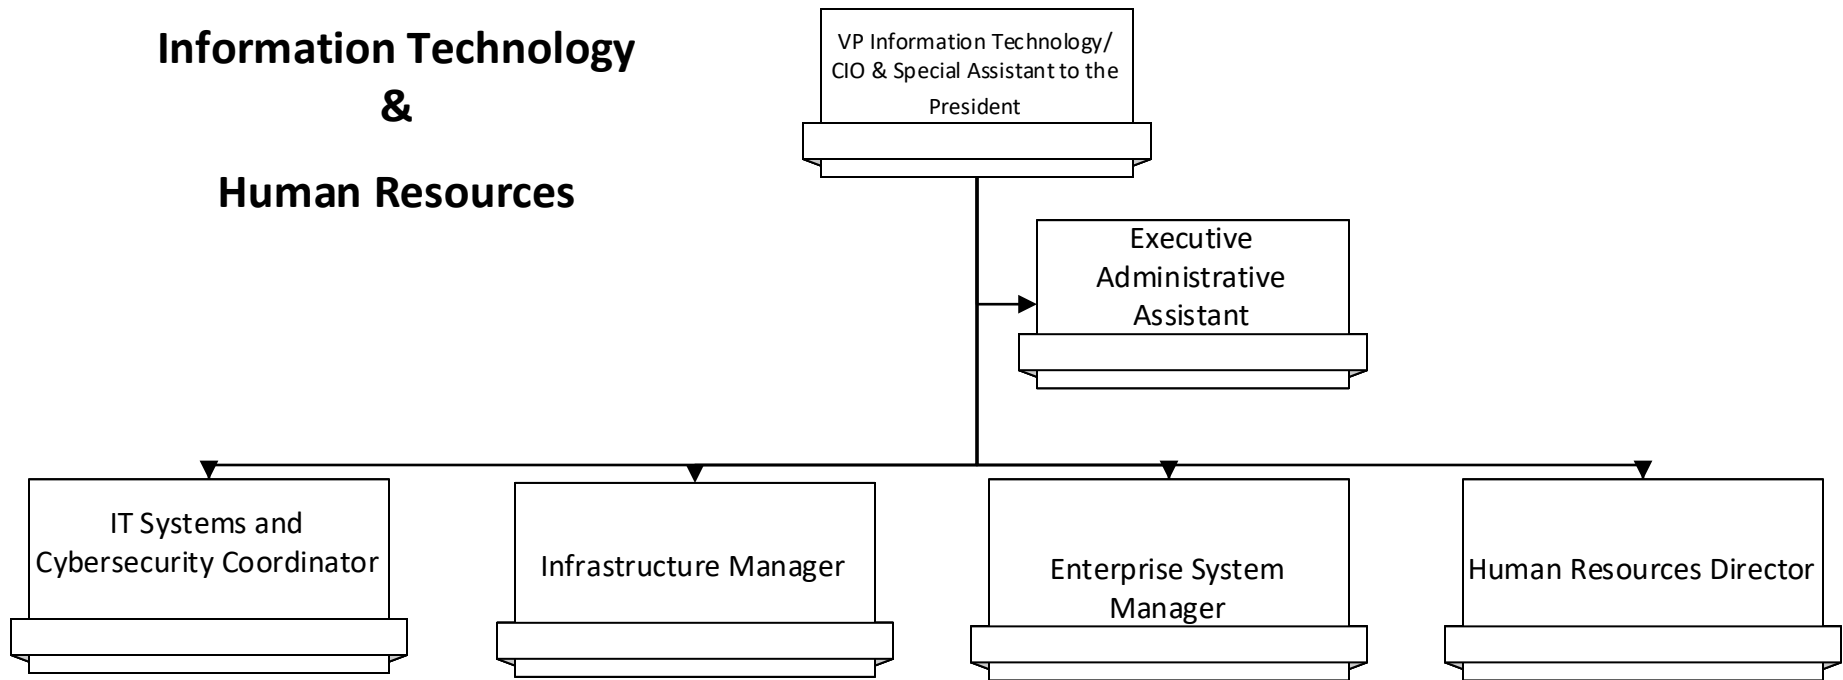 Information Technology
&
Human Resources
VP Information Technology/
CIO & Special Assistant to the
President
Executive
Administrative
Assistant
IT Systems and
Cybersecurity Coordinator
Infrastructure Manager
Enterprise System
Manager
Human Resources Director